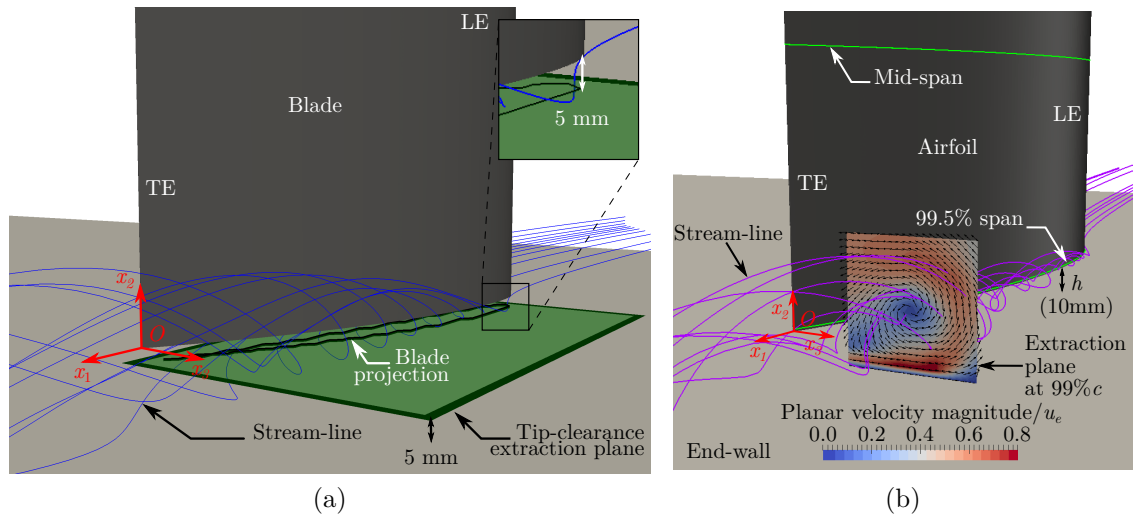 LE
Blade
5 mm
TE
x₂
O
x₁
Blade
projection
Stream-line
Tip-clearance
extraction plane
5 mm
(a)
Mid-span
LE
Airfoil
TE
99.5% span
Stream-line
h
(10mm)
x₂
O
x₁
x₃
Extraction
plane
at 99%c
Planar velocity magnitude/uₑ
0.0 0.2 0.4 0.6 0.8
End-wall
(b)